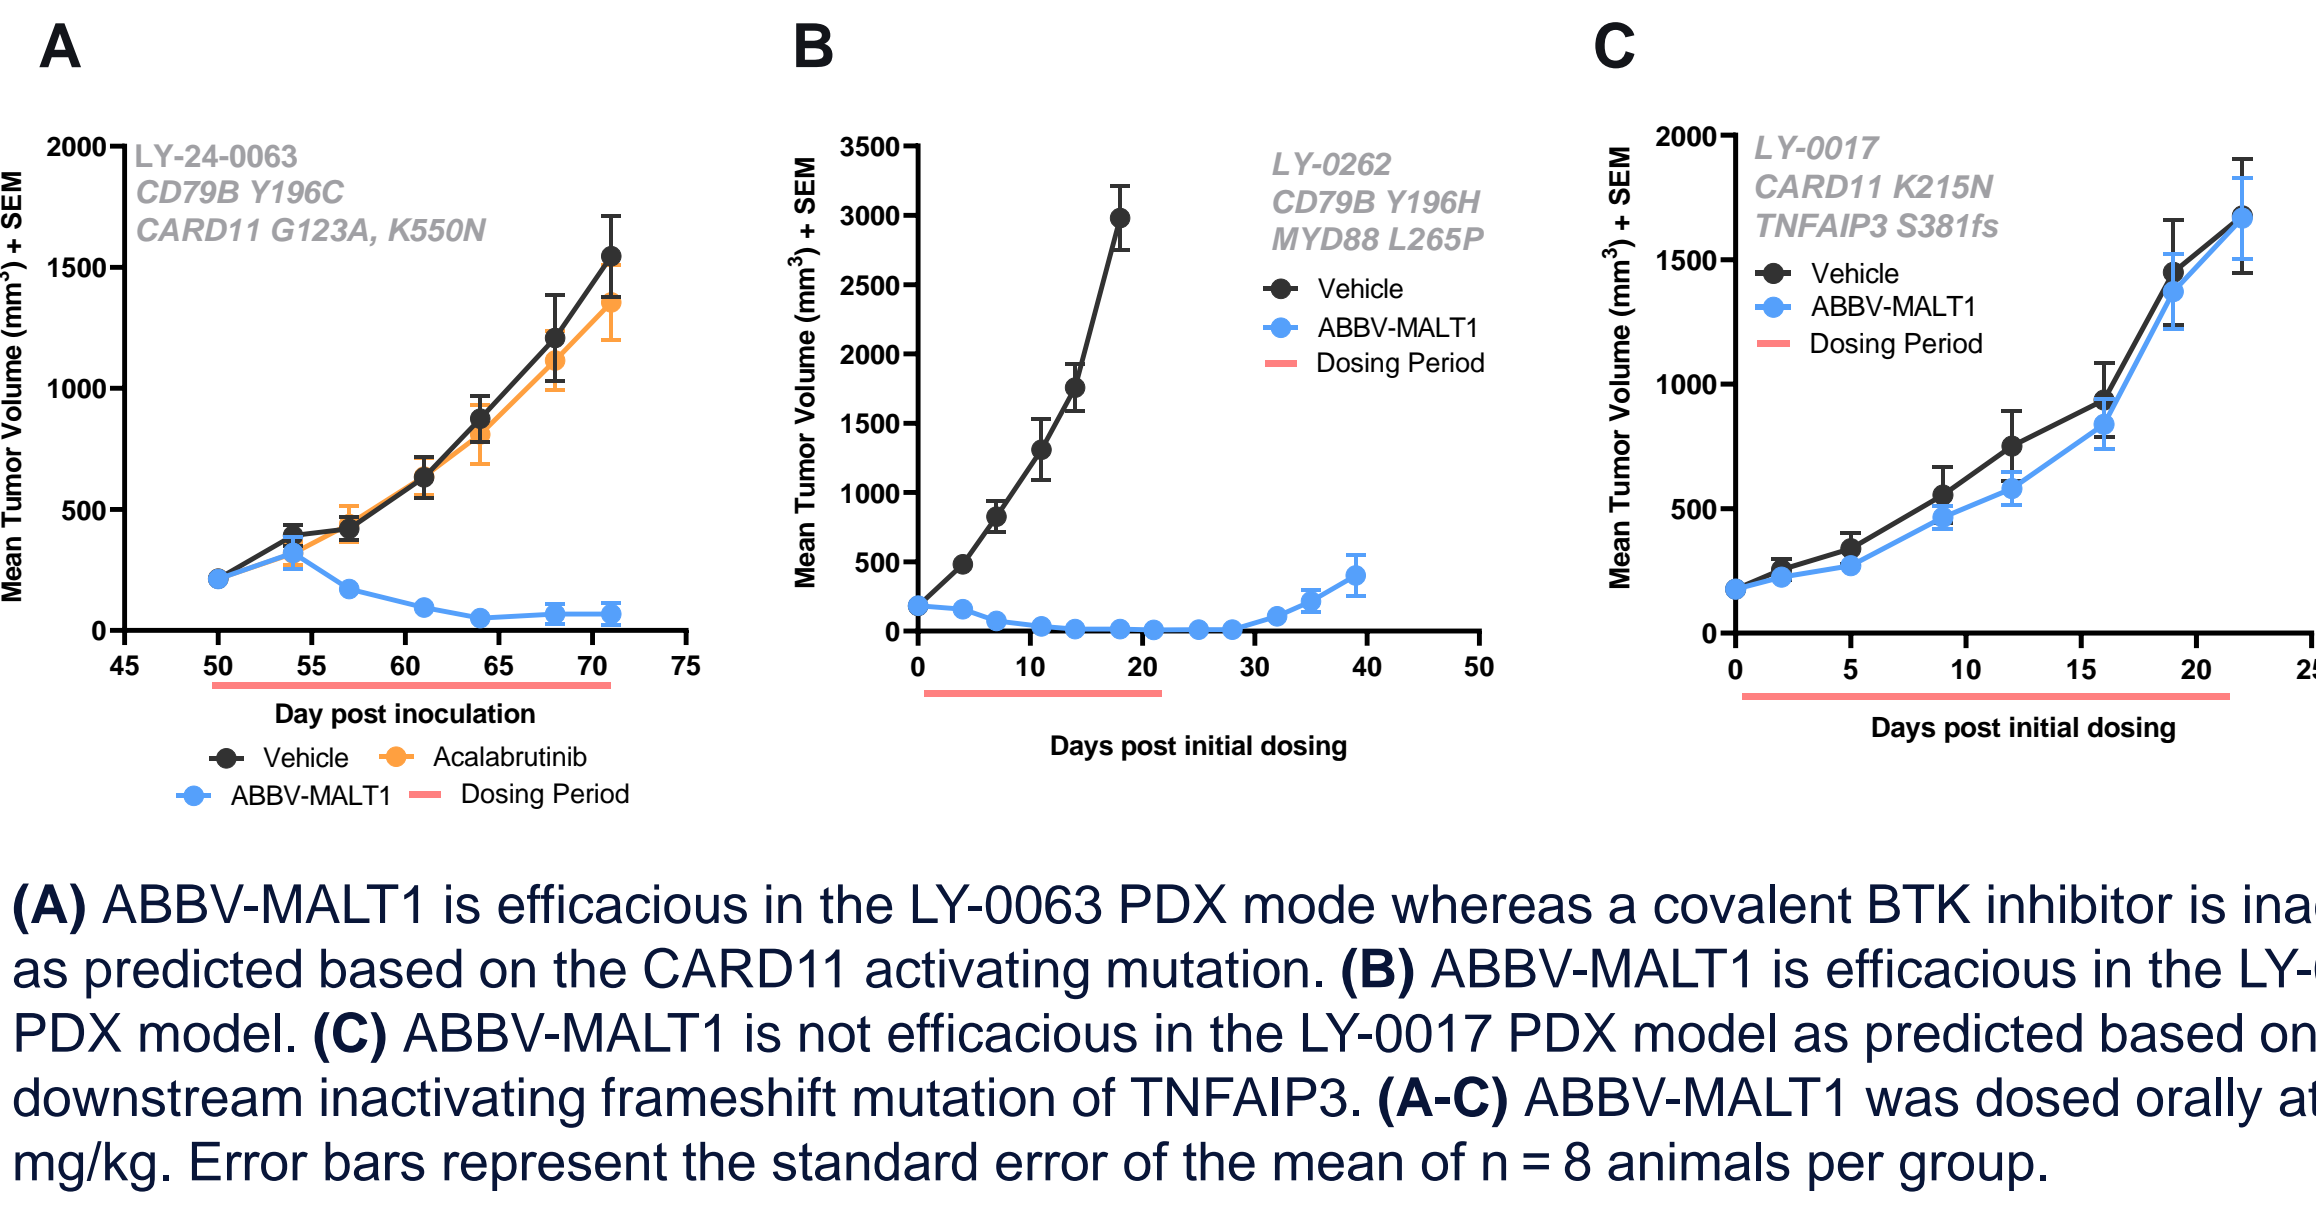 A
B
C
2000
1500
1000
500
0
Mean Tumor Volume (mm³) + SEM
LY-24-0063
CD79B Y196C
CARD11 G123A, K550N
45 50 55 60 65 70 75
Day post inoculation
Vehicle Acalabrutinib
ABBV-MALT1 Dosing Period
3500
3000
2500
2000
1500
1000
500
0
Mean Tumor Volume (mm³) + SEM
LY-0262
CD79B Y196H
MYD88 L265P
Vehicle
ABBV-MALT1
Dosing Period
0 10 20 30 40 50
Days post initial dosing
2000
1500
1000
500
0
Mean Tumor Volume (mm³) + SEM
LY-0017
CARD11 K215N
TNFAIP3 S381fs
Vehicle
ABBV-MALT1
Dosing Period
0 5 10 15 20
Days post initial dosing
(A) ABBV-MALT1 is efficacious in the LY-0063 PDX mode whereas a covalent BTK inhibitor is
as predicted based on the CARD11 activating mutation. (B) ABBV-MALT1 is efficacious in the
PDX model. (C) ABBV-MALT1 is not efficacious in the LY-0017 PDX model as predicted based on
downstream inactivating frameshift mutation of TNFAIP3. (A-C) ABBV-MALT1 was dosed orally at
mg/kg. Error bars represent the standard error of the mean of n = 8 animals per group.